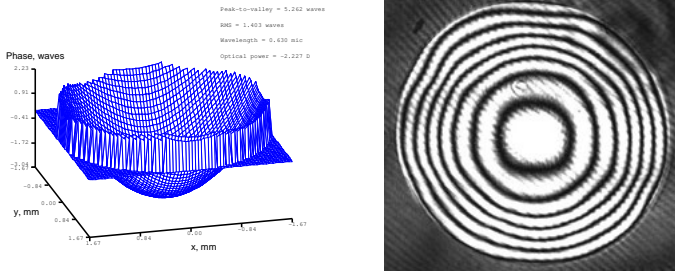 Peak-to-valley = 5.262 waves
RMS = 1.403 waves
Wavelength = 0.630 mic
Optical power = -2.227 D
Phase, waves
2.23
0.91
-0.41
-1.72
-3.04
-1.67
-0.84
0.00
0.84
1.67
y, mm
1.67
0.84
0.00
-0.84
-1.67
x, mm